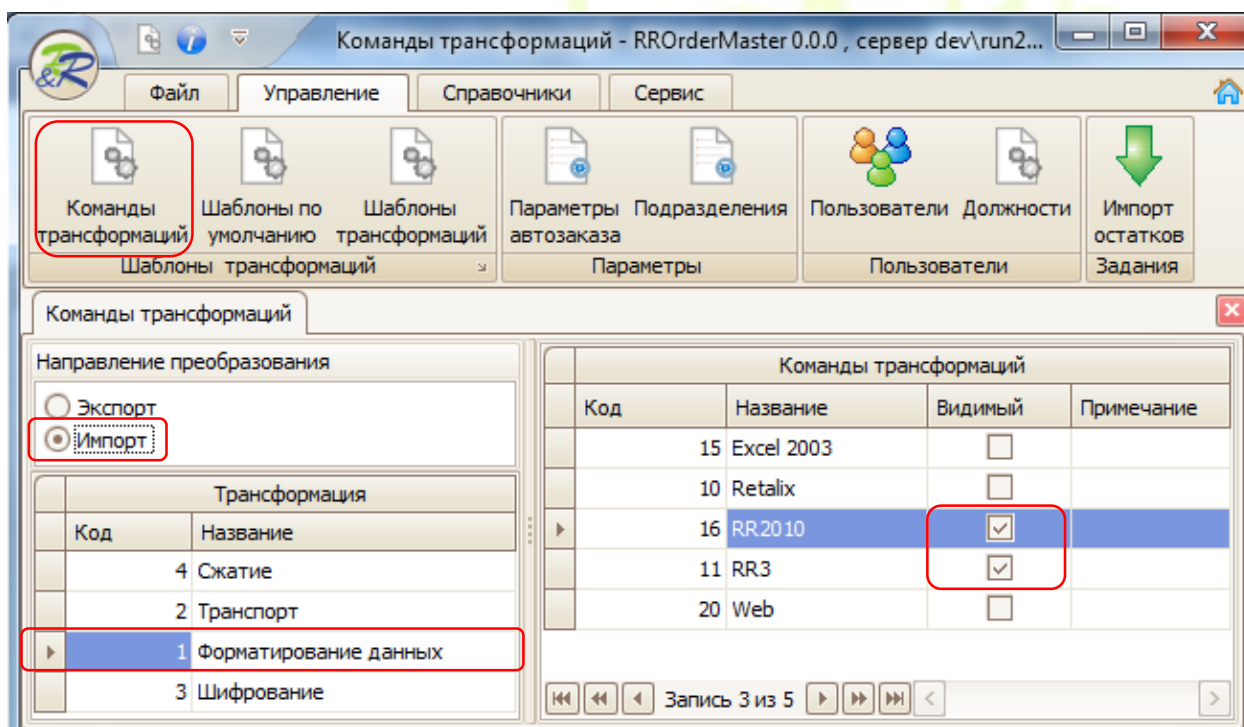 Команды трансформаций - RROrderMaster 0.0.0 , сервер dev\run2...
&R
Файл Управление Справочники Сервис
Команды трансформаций
Шаблоны по умолчанию
Шаблоны трансформаций
Параметры автозаказа
Подразделения
Пользователи
Должности
Импорт остатков
Шаблоны трансформаций Параметры Пользователи Задания
Команды трансформаций
Направление преобразования
Экспорт
Импорт
Трансформация
Код Название
4 Сжатие
2 Транспорт
1 Форматирование данных
3 Шифрование
Команды трансформаций
Код Название Видимый Примечание
15 Excel 2003
10 Retalix
16 RR2010
11 RR3
20 Web
Запись 3 из 5